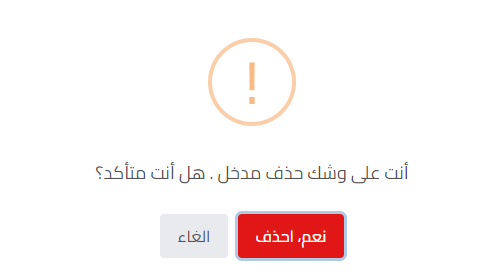 أنت على وشك حذف مدخل . هل أنت متأكد؟
نعم، احذف
الغاء